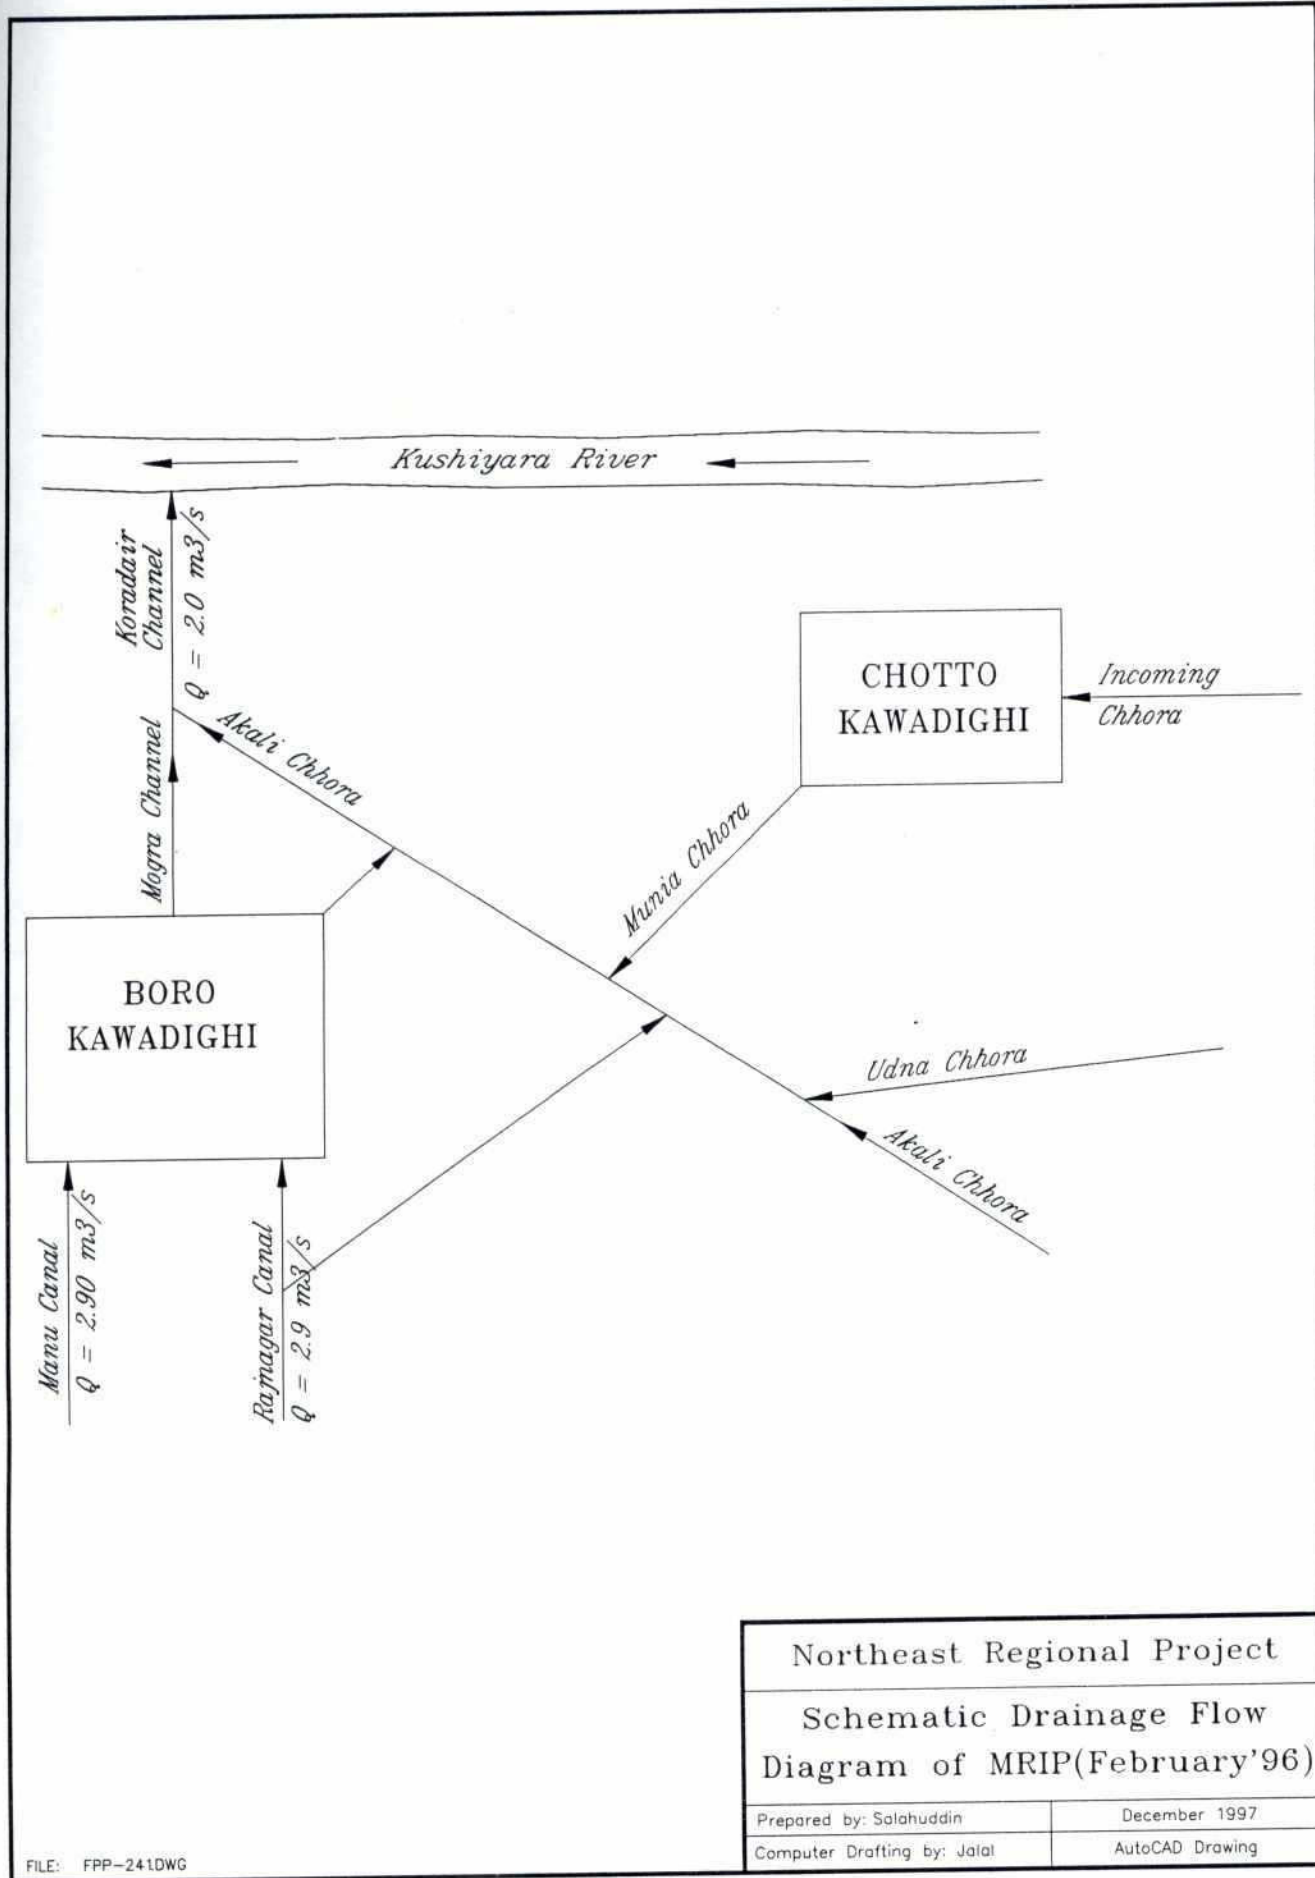 Kushiyara River
Koradair
Channel
Q = 2.0 m3/s
CHOTTO
KAWADIGHI
Incoming
Chhora
Akali Chhora
Mogra Channel
Munia Chhora
BORO
KAWADIGHI
Udna Chhora
Akali Chhora
Manu Canal
Q = 2.90 m3/s
Rajnagar Canal
Q = 2.9 m3/s
Northeast Regional Project
Schematic Drainage Flow
Diagram of MRIP(February'96)
Prepared by: Salahuddin
December 1997
Computer Drafting by: Jalal
AutoCAD Drawing
FILE: FPP-241.DWG